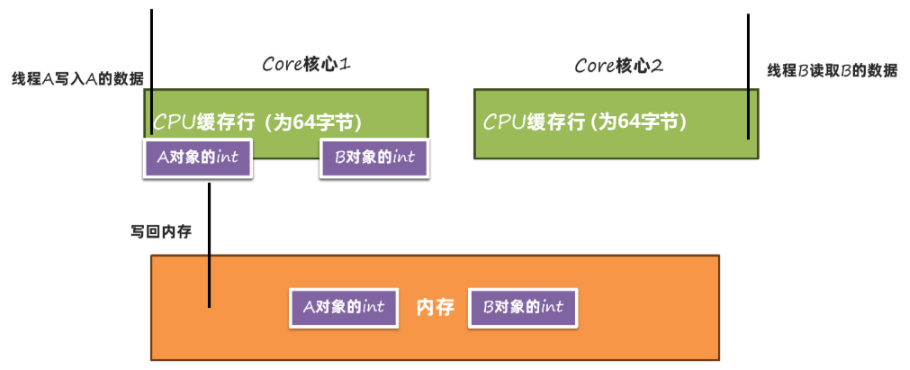 Core核心1
Core核心2
线程A写入A的数据
线程B读取B的数据
CPU缓存行（为64字节）
CPU缓存行(为64字节)
A对象的int
B对象的int
写回内存
A对象的int
内存
B对象的int